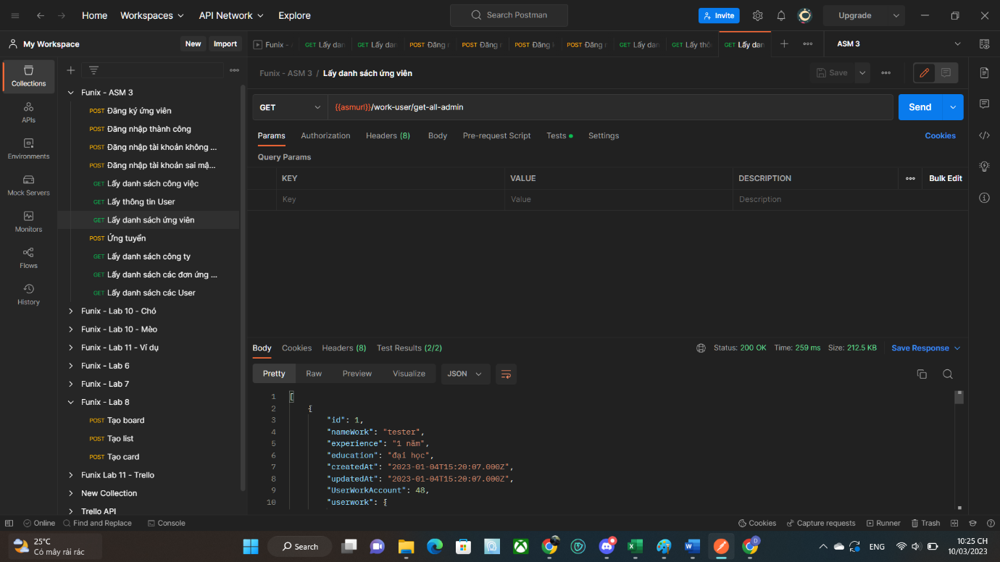 Home
Workspaces
API Network
Explore
Search Postman
Invite
Upgrade
My Workspace
New
Import
Funix -
GET Lấy dan
GET Lấy dan
POST Đăng
POST Đăng
POST Đăng
POST Đăng
GET Lấy dan
GET Lấy thô
GET Lấy dan
ASM 3
Collections
APIs
Environments
Mock Servers
Monitors
Flows
History
Funix - ASM 3
POST Đăng ký ứng viên
POST Đăng nhập thành công
POST Đăng nhập tài khoản không ...
POST Đăng nhập tài khoản sai mậ...
GET Lấy danh sách công việc
GET Lấy thông tin User
GET Lấy danh sách ứng viên
POST Ứng tuyển
GET Lấy danh sách công ty
GET Lấy danh sách các đơn ứng ...
GET Lấy danh sách các User
Funix - Lab 10 - Chó
Funix - Lab 10 - Mèo
Funix - Lab 11 - Ví dụ
Funix - Lab 6
Funix - Lab 7
Funix - Lab 8
POST Tạo board
POST Tạo list
POST Tạo card
Funix Lab 11 - Trello
New Collection
Trello API
Funix - ASM 3 / Lấy danh sách ứng viên
Save
GET
{{asmurl}}/work-user/get-all-admin
Send
Params
Authorization
Headers (8)
Body
Pre-request Script
Tests
Settings
Cookies
Query Params
KEY
VALUE
DESCRIPTION
Bulk Edit
Key
Value
Description
Body
Cookies
Headers (8)
Test Results (2/2)
Status: 200 OK
Time: 259 ms
Size: 212.5 KB
Save Response
Pretty
Raw
Preview
Visualize
JSON
1 [
2 {
3 "id": 1,
4 "nameWork": "tester",
5 "experience": "1 năm",
6 "education": "đại học",
7 "createdAt": "2023-01-04T15:20:07.000Z",
8 "updatedAt": "2023-01-04T15:20:07.000Z",
9 "UserWorkAccount": 48,
10 "userwork": {
Online
Find and Replace
Console
Cookies
Capture requests
Runner
Trash
25°C
Có mây rải rác
Search
ENG
10:25 CH
10/03/2023